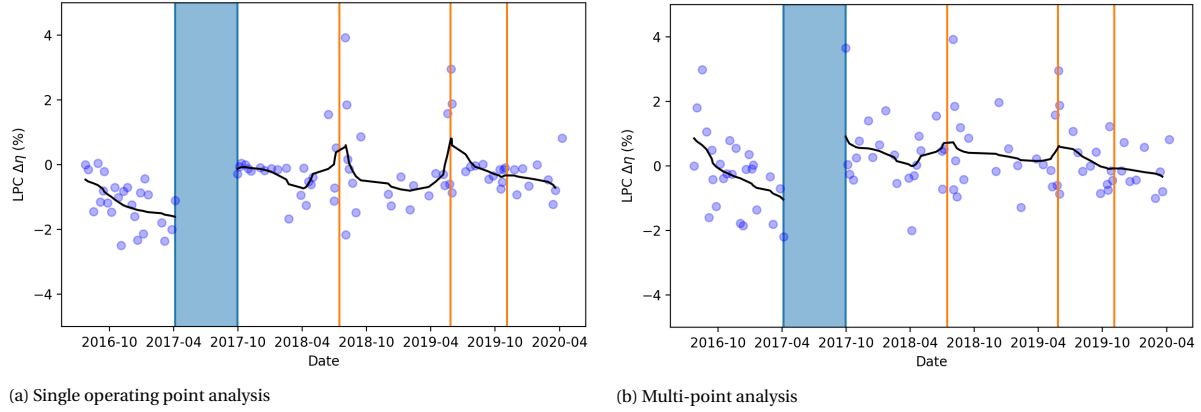 4
2
0
−2
−4
LPC Δη (%)
2016-10 2017-04 2017-10 2018-04 2018-10 2019-04 2019-10 2020-04
Date
(a) Single operating point analysis
4
2
0
−2
−4
LPC Δη (%)
2016-10 2017-04 2017-10 2018-04 2018-10 2019-04 2019-10 2020-04
Date
(b) Multi-point analysis